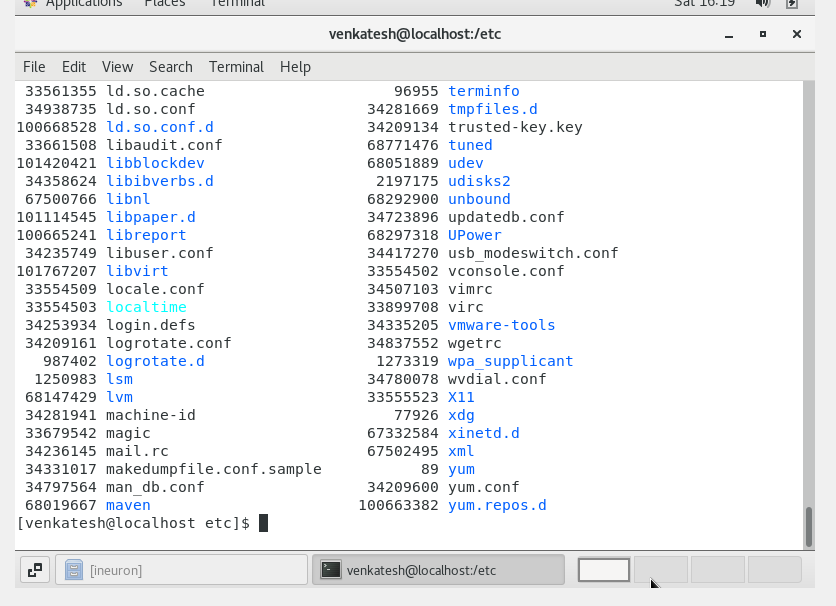 Applications Places Terminal Sat 16:19
venkatesh@localhost:/etc
File Edit View Search Terminal Help
33561355 ld.so.cache 96955 terminfo
34938735 ld.so.conf 34281669 tmpfiles.d
100668528 ld.so.conf.d 34209134 trusted-key.key
33661508 libaudit.conf 68771476 tuned
101420421 libblockdev 68051889 udev
34358624 libibverbs.d 2197175 udisks2
67500766 libnl 68292900 unbound
101114545 libpaper.d 34723896 updatedb.conf
100665241 libreport 68297318 UPower
34235749 libuser.conf 34417270 usb_modeswitch.conf
101767207 libvirt 33554502 vconsole.conf
33554509 locale.conf 34507103 vimrc
33554503 localtime 33899708 virc
34253934 login.defs 34335205 vmware-tools
34209161 logrotate.conf 34837552 wgetrc
987402 logrotate.d 1273319 wpa_supplicant
1250983 lsm 34780078 wvdial.conf
68147429 lvm 33555523 X11
34281941 machine-id 77926 xdg
33679542 magic 67332584 xinetd.d
34236145 mail.rc 67502495 xml
34331017 makedumpfile.conf.sample 89 yum
34797564 man_db.conf 34209600 yum.conf
68019667 maven 100663382 yum.repos.d
[venkatesh@localhost etc]$
[ineuron] venkatesh@localhost:/etc